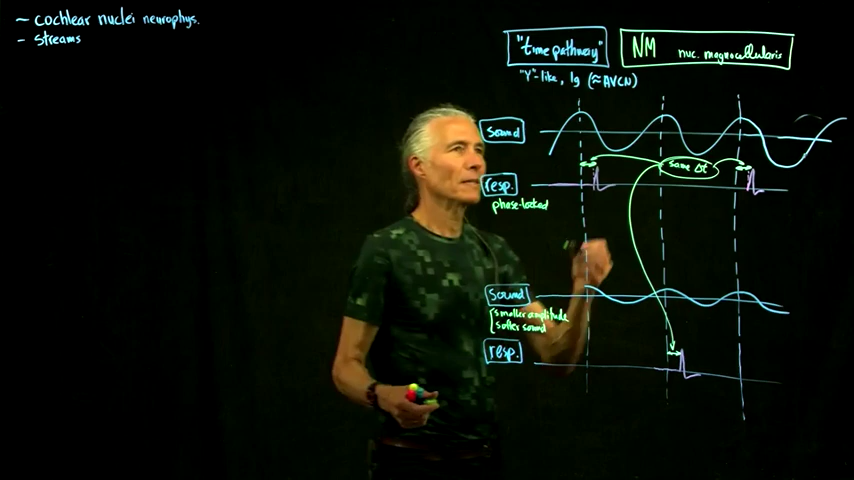 ~ cochlear nuclei neurophys.
- streams
"time pathway"
NM nuc. magnocellularis
"Y"-like, lg (≈AVCN)
sound
same Δt
resp.
phase-locked
sound
smaller amplitude
softer sound
resp.